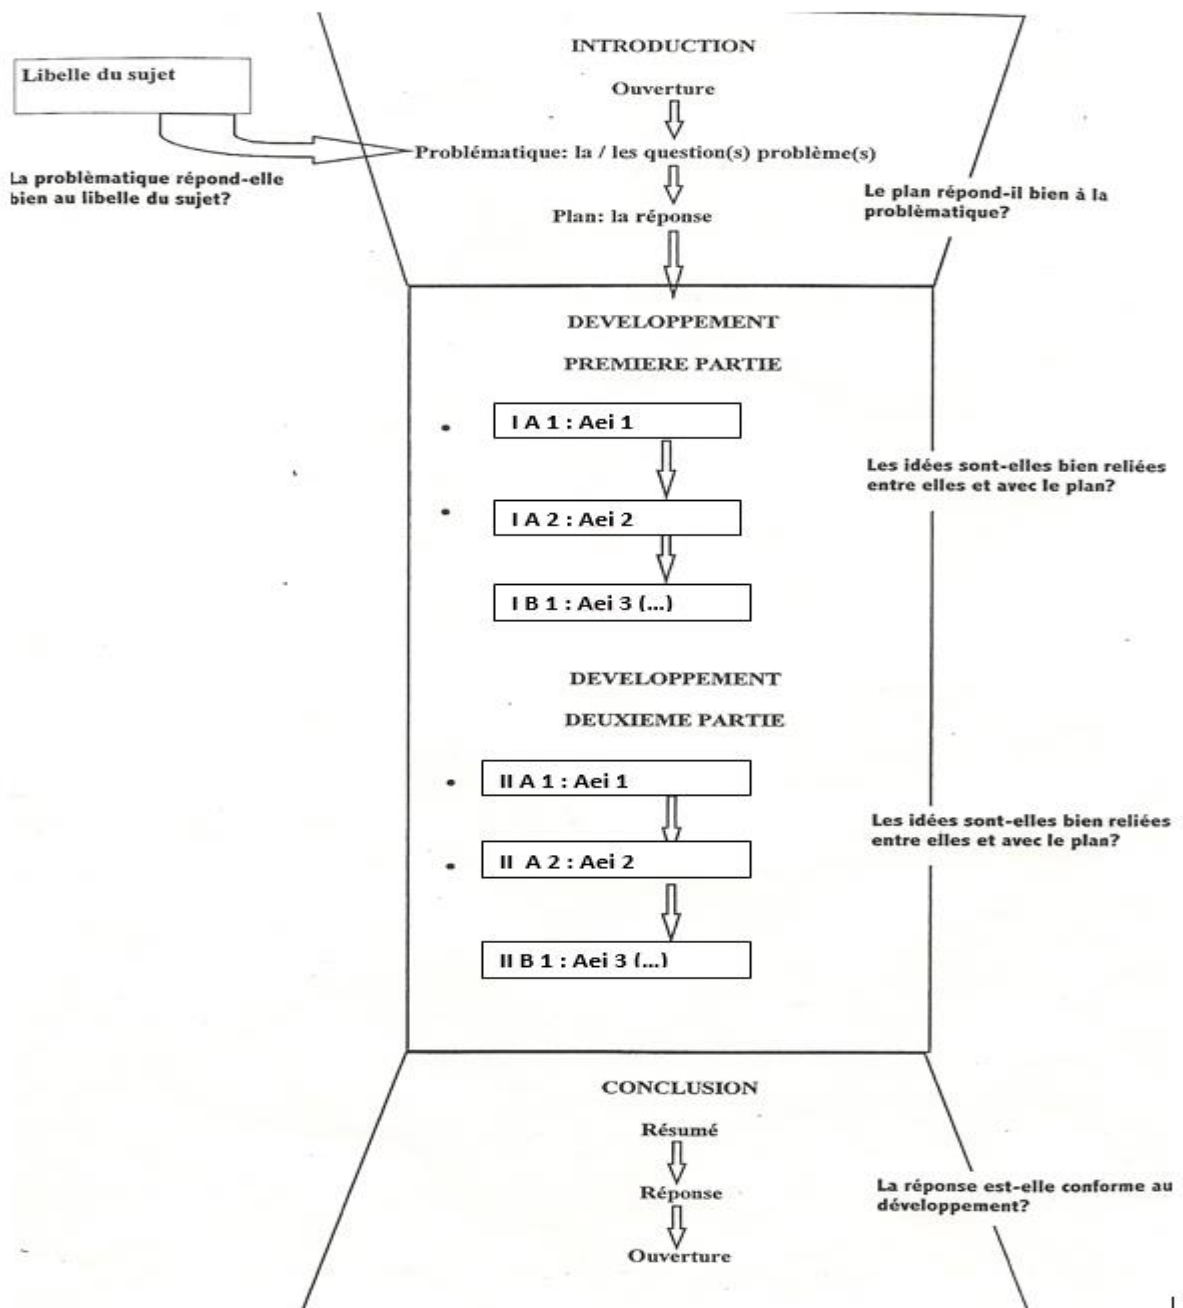 INTRODUCTION
Libelle du sujet
Ouverture
Problématique: la / les question(s) problème(s)
La problèmatique répond-elle
bien au libelle du sujet?
Le plan répond-il bien à la
problèmatique?
Plan: la réponse
DEVELOPPEMENT
PREMIERE PARTIE
I A 1 : Aei 1
Les idées sont-elles bien reliées
entre elles et avec le plan?
I A 2 : Aei 2
I B 1 : Aei 3 (...)
DEVELOPPEMENT
DEUXIEME PARTIE
II A 1 : Aei 1
Les idées sont-elles bien reliées
entre elles et avec le plan?
II A 2 : Aei 2
II B 1 : Aei 3 (...)
CONCLUSION
Résumé
La réponse est-elle conforme au
développement?
Réponse
Ouverture